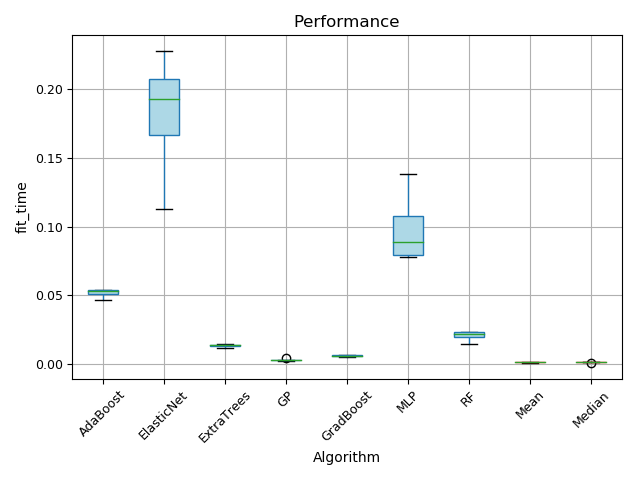 Performance
fit_time
0.20
0.15
0.10
0.05
0.00
AdaBoost
ElasticNet
ExtraTrees
GP
GradBoost
MLP
RF
Mean
Median
Algorithm